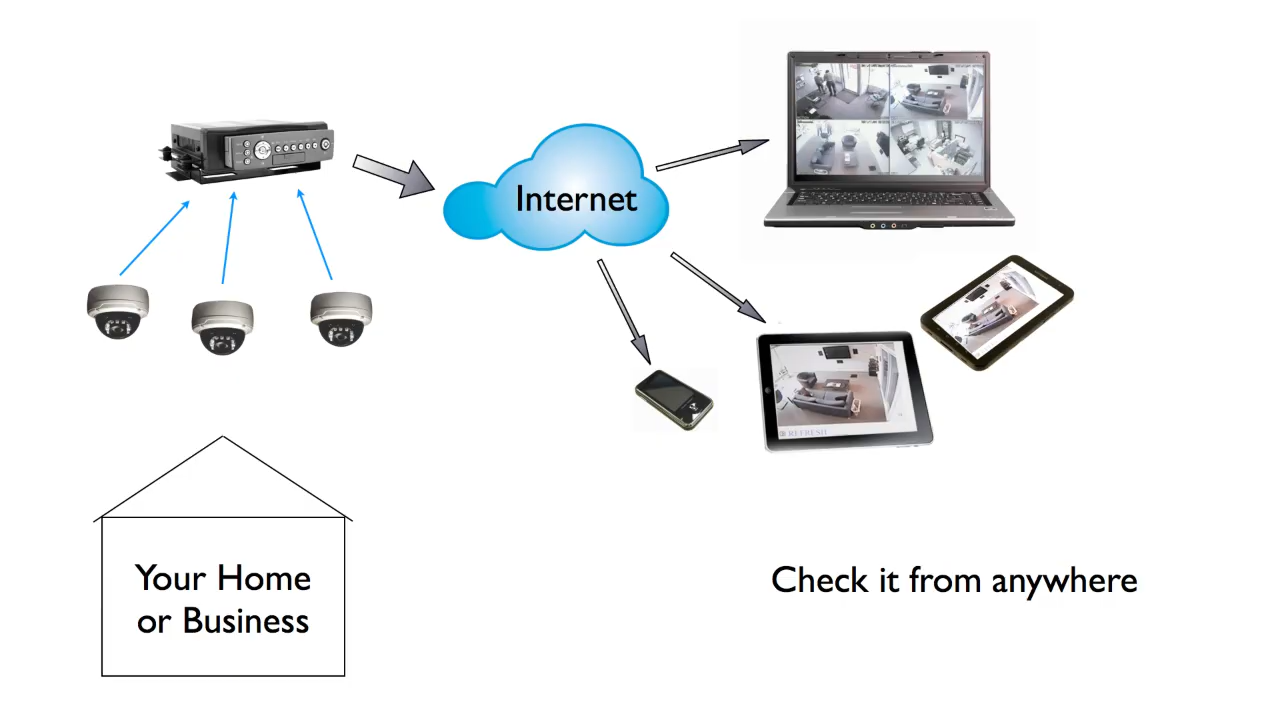 Internet
REFRESH
Your Home
or Business
Check it from anywhere